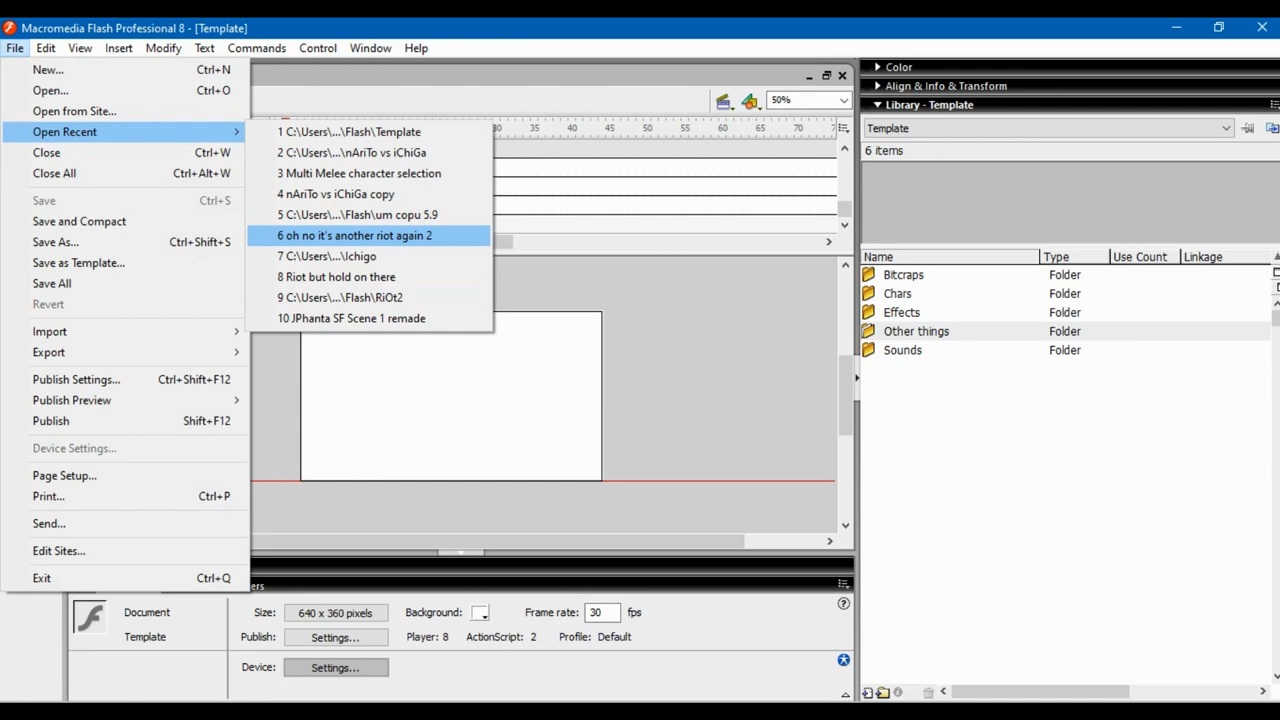 Macromedia Flash Professional 8 - [Template]
File Edit View Insert Modify Text Commands Control Window Help
New... Ctrl+N
Open... Ctrl+O
Open from Site...
Open Recent
Close Ctrl+W
Close All Ctrl+Alt+W
Save Ctrl+S
Save and Compact
Save As... Ctrl+Shift+S
Save as Template...
Save All
Revert
Import
Export
Publish Settings... Ctrl+Shift+F12
Publish Preview
Publish Shift+F12
Device Settings...
Page Setup...
Print... Ctrl+P
Send...
Edit Sites...
Exit Ctrl+Q
1 C:\Users\...\Flash\Template
2 C:\Users\...\nAriTo vs iChiGa
3 Multi Melee character selection
4 nAriTo vs iChiGa copy
5 C:\Users\...\Flash\um copu 5.9
6 oh no it's another riot again 2
7 C:\Users\...\Ichigo
8 Riot but hold on there
9 C:\Users\...\Flash\RiOt2
10 JPhanta SF Scene 1 remade
50%
30 35 40 45 50 55 60 65 70 7
Color
Align & Info & Transform
Library - Template
Template
6 items
Name Type Use Count Linkage
Bitcraps Folder
Chars Folder
Effects Folder
Other things Folder
Sounds Folder
ers
Document Size: 640 x 360 pixels Background: Frame rate: 30 fps
Template Publish: Settings... Player: 8 ActionScript: 2 Profile: Default
Device: Settings...